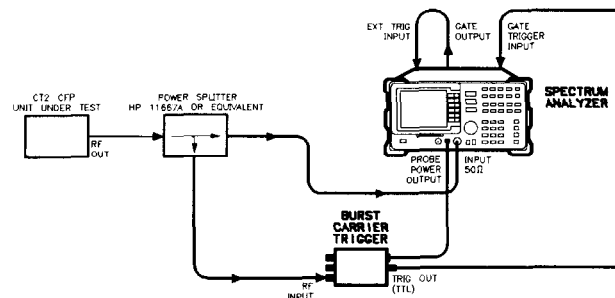 EXT TRIG
INPUT
GATE
OUTPUT
GATE
TRIGGER
INPUT
CT2 CFP
UNIT UNDER TEST
RF
OUT
POWER SPLITTER
HP 11667A OR EQUIVALENT
SPECTRUM
ANALYZER
PROBE
POWER
OUTPUT
INPUT
50Ω
BURST
CARRIER
TRIGGER
RF
INPUT
TRIG OUT
(TTL)